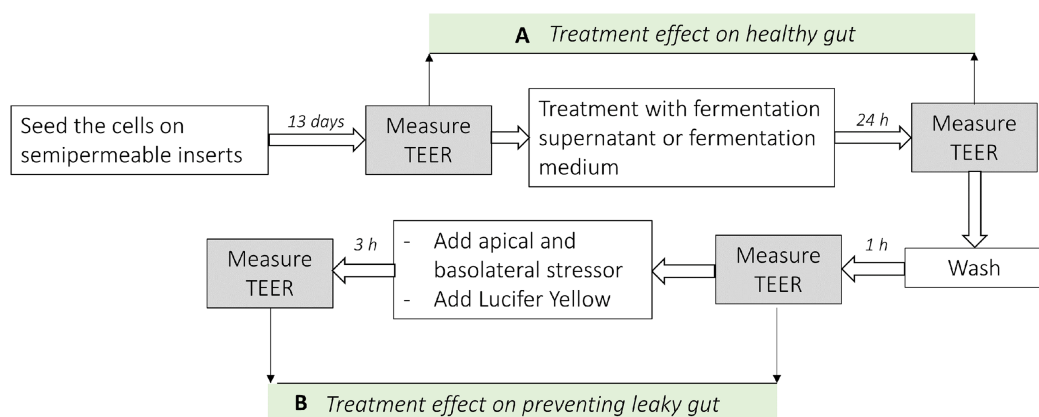 A Treatment effect on healthy gut
Seed the cells on
semipermeable inserts
13 days
Measure
TEER
Treatment with fermentation
supernatant or fermentation
medium
24 h
Measure
TEER
Wash
1 h
Measure
TEER
- Add apical and
basolateral stressor
- Add Lucifer Yellow
3 h
Measure
TEER
B Treatment effect on preventing leaky gut